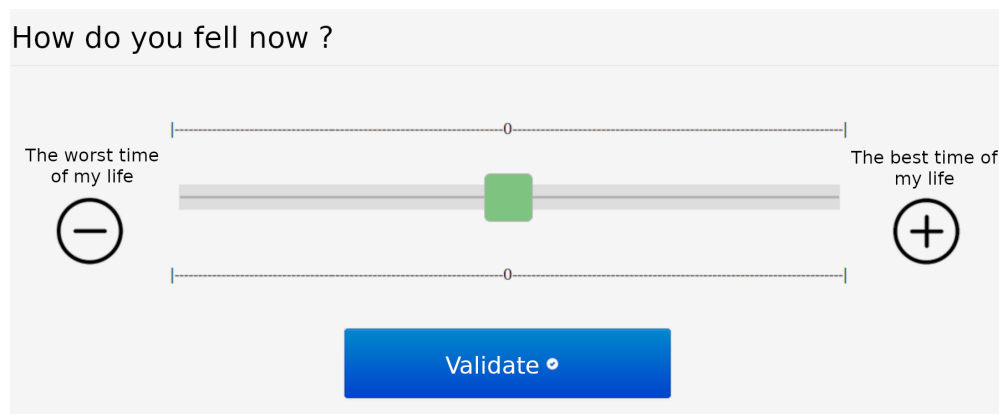 How do you fell now ?
|--------0--------|
The worst time
of my life
The best time of
my life
|--------0--------|
Validate